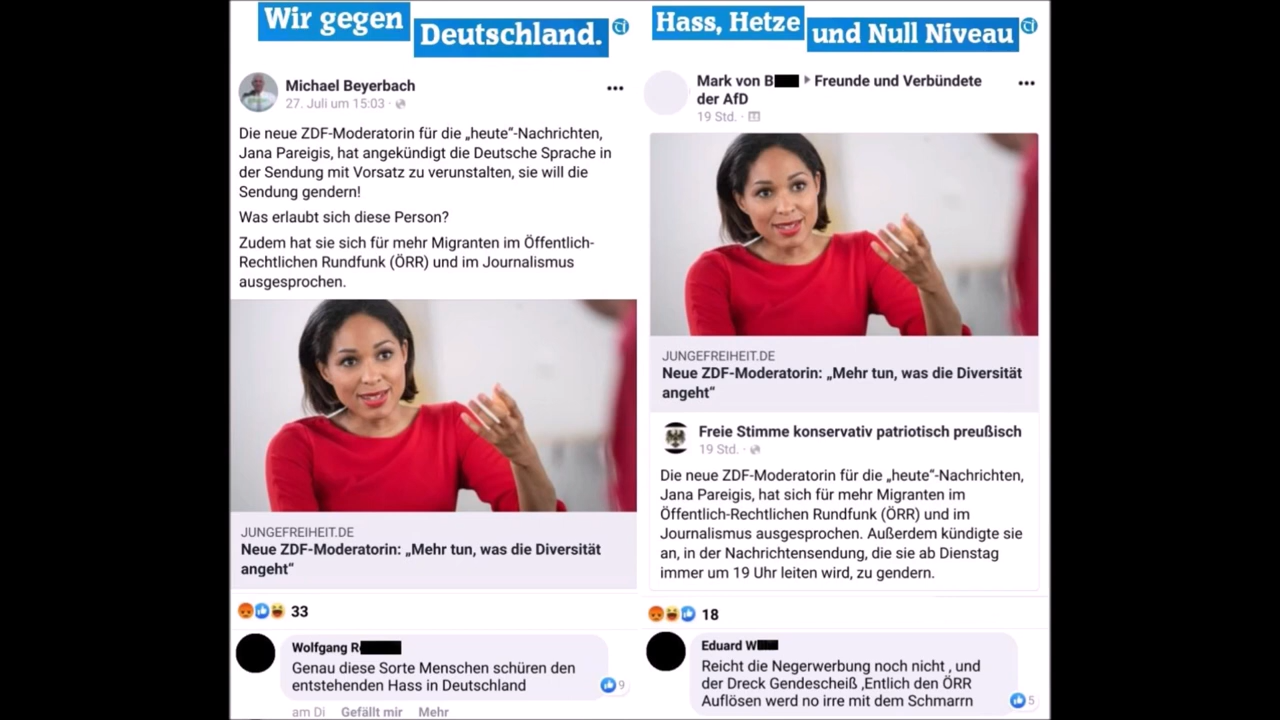 Wir gegen
Deutschland.
Michael Beyerbach
27. Juli um 15:03 ·
Die neue ZDF-Moderatorin für die „heute“-Nachrichten,
Jana Pareigis, hat angekündigt die Deutsche Sprache in
der Sendung mit Vorsatz zu verunstalten, sie will die
Sendung gendern!
Was erlaubt sich diese Person?
Zudem hat sie sich für mehr Migranten im Öffentlich-
Rechtlichen Rundfunk (ÖRR) und im Journalismus
ausgesprochen.
JUNGEFREIHEIT.DE
Neue ZDF-Moderatorin: „Mehr tun, was die Diversität
angeht“
33
Wolfgang R
Genau diese Sorte Menschen schüren den
entstehenden Hass in Deutschland
9
am Di Gefällt mir Mehr
Hass, Hetze
und Null Niveau
Mark von B Freunde und Verbündete
der AfD
19 Std. ·
JUNGEFREIHEIT.DE
Neue ZDF-Moderatorin: „Mehr tun, was die Diversität
angeht“
Freie Stimme konservativ patriotisch preußisch
19 Std. ·
Die neue ZDF-Moderatorin für die „heute“-Nachrichten,
Jana Pareigis, hat sich für mehr Migranten im
Öffentlich-Rechtlichen Rundfunk (ÖRR) und im
Journalismus ausgesprochen. Außerdem kündigte sie
an, in der Nachrichtensendung, die sie ab Dienstag
immer um 19 Uhr leiten wird, zu gendern.
18
Eduard W
Reicht die Negerwerbung noch nicht , und
der Dreck Gendescheiß ,Entlich den ÖRR
Auflösen werd no irre mit dem Schmarrn
5